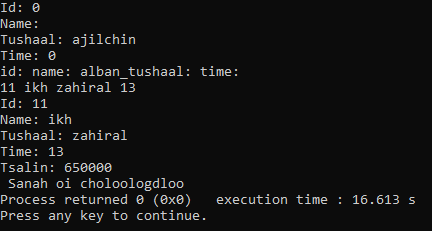 Id: 0
Name:
Tushaal: ajilchin
Time: 0
id: name: alban_tushaal: time:
11 ikh zahiral 13
Id: 11
Name: ikh
Tushaal: zahiral
Time: 13
Tsalin: 650000
Sanah oi choloologdloo
Process returned 0 (0x0)   execution time : 16.613 s
Press any key to continue.